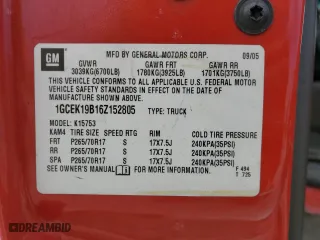 GM
MFD BY GENERAL MOTORS CORP. 09/05
GVWR GAWR FRT GAWR RR
3039KG(6700LB) 1780KG(3925LB) 1701KG(3750LB)
THIS VEHICLE CONFORMS TO ALL APPLICABLE U.S. FEDERAL MOTOR
VEHICLE SAFETY STANDARDS IN EFFECT ON THE DATE OF
MANUFACTURE SHOWN ABOVE.
1GCEK19B16Z152805 TYPE: TRUCK
MODEL: K15753
KAM4 TIRE SIZE SPEED RTG RIM COLD TIRE PRESSURE
FRT P265/70R17 S 17X7.5J 240KPA(35PSI)
RR P265/70R17 S 17X7.5J 240KPA(35PSI)
SPA P265/70R17 S 17X7.5J 240KPA(35PSI)
SEE OWNER'S MANUAL FOR MORE INFORMATION.